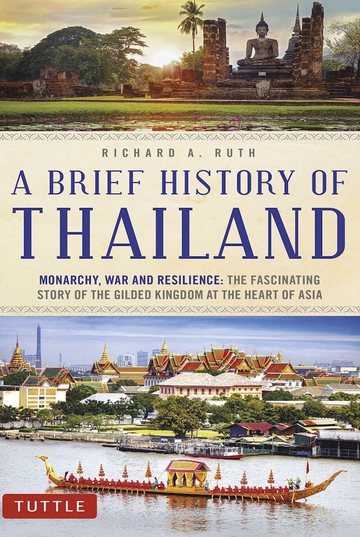 RICHARD A. RUTH
A BRIEF HISTORY OF
THAILAND
MONARCHY, WAR AND RESILIENCE: THE FASCINATING
STORY OF THE GILDED KINGDOM AT THE HEART OF ASIA
TUTTLE